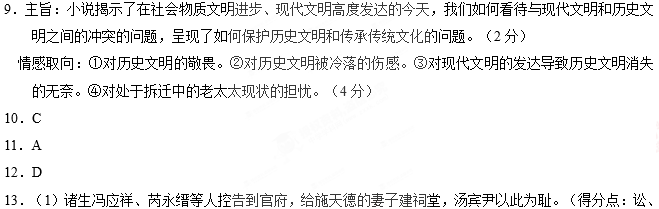 9．主旨：小说揭示了在社会物质文明进步、现代文明高度发达的今天，我们如何看待与现代文明和历史文
明之间的冲突的问题，呈现了如何保护历史文明和传承传统文化的问题。（2 分）
情感取向：①对历史文明的敬畏。②对历史文明被冷落的伤感。③对现代文明的发达导致历史文明消失
的无奈。④对处于拆迁中的老太太现状的担忧。（4 分）
10．C
11．A
12．D
13．（1）诸生冯应祥、芮永缙等人控告到官府，给施天德的妻子建祠堂，汤宾尹以此为耻。（得分点：讼、